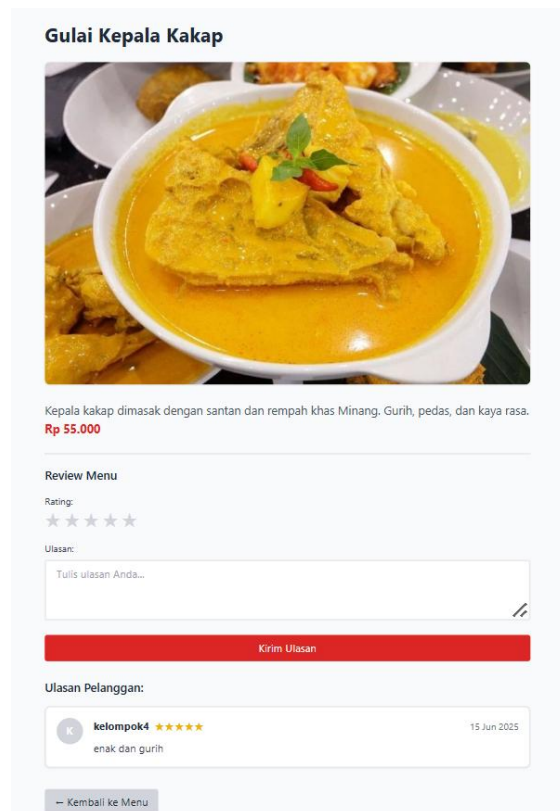 Gulai Kepala Kakap
Kepala kakap dimasak dengan santan dan rempah khas Minang. Gurih, pedas, dan kaya rasa.
Rp 55.000
Review Menu
Rating:
★★★★★
Ulasan:
Tulis ulasan Anda...
Kirim Ulasan
Ulasan Pelanggan:
K
kelompok4 ★★★★★ 15 Jun 2025
enak dan gurih
← Kembali ke Menu